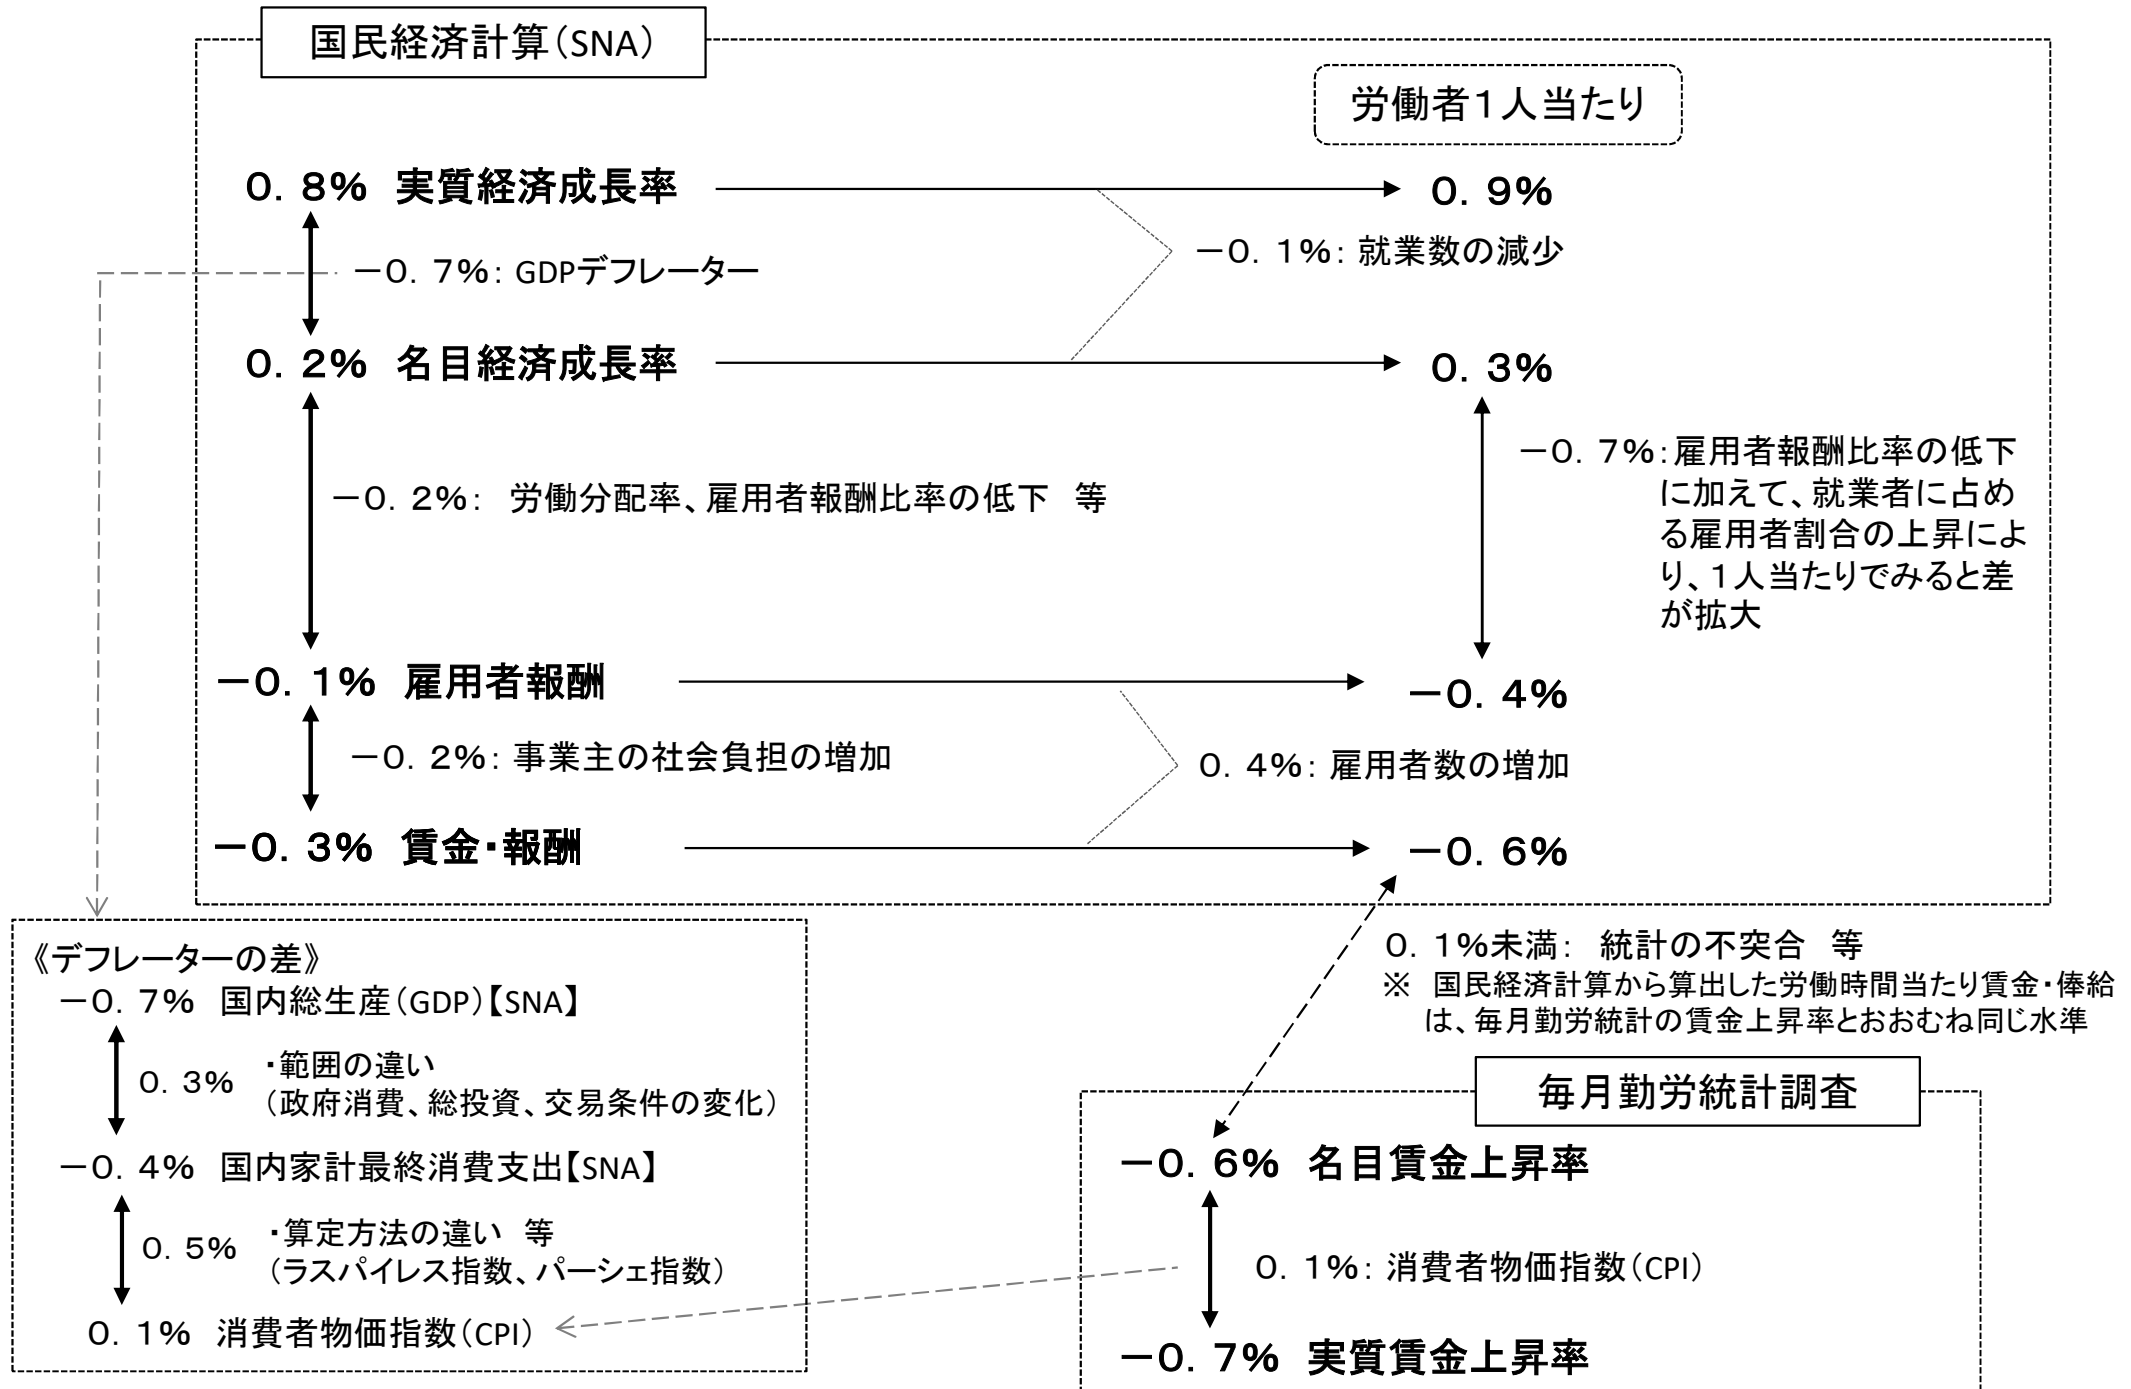 国民経済計算(SNA)
労働者1人当たり
0.8% 実質経済成長率
0.9%
-0.7%: GDPデフレーター
-0.1%: 就業数の減少
0.2% 名目経済成長率
0.3%
-0.2%: 労働分配率、雇用者報酬比率の低下 等
-0.7%:雇用者報酬比率の低下
に加えて、就業者に占め
る雇用者割合の上昇によ
り、1人当たりでみると差
が拡大
-0.1% 雇用者報酬
-0.4%
-0.2%: 事業主の社会負担の増加
0.4%: 雇用者数の増加
-0.3% 賃金・報酬
-0.6%
0.1%未満: 統計の不突合 等
※ 国民経済計算から算出した労働時間当たり賃金・俸給
は、毎月勤労統計の賃金上昇率とおおむね同じ水準
《デフレーターの差》
-0.7% 国内総生産(GDP)【SNA】
0.3% ・範囲の違い
(政府消費、総投資、交易条件の変化)
-0.4% 国内家計最終消費支出【SNA】
0.5% ・算定方法の違い 等
(ラスパイレス指数、パーシェ指数)
0.1% 消費者物価指数(CPI)
毎月勤労統計調査
-0.6% 名目賃金上昇率
0.1%: 消費者物価指数(CPI)
-0.7% 実質賃金上昇率